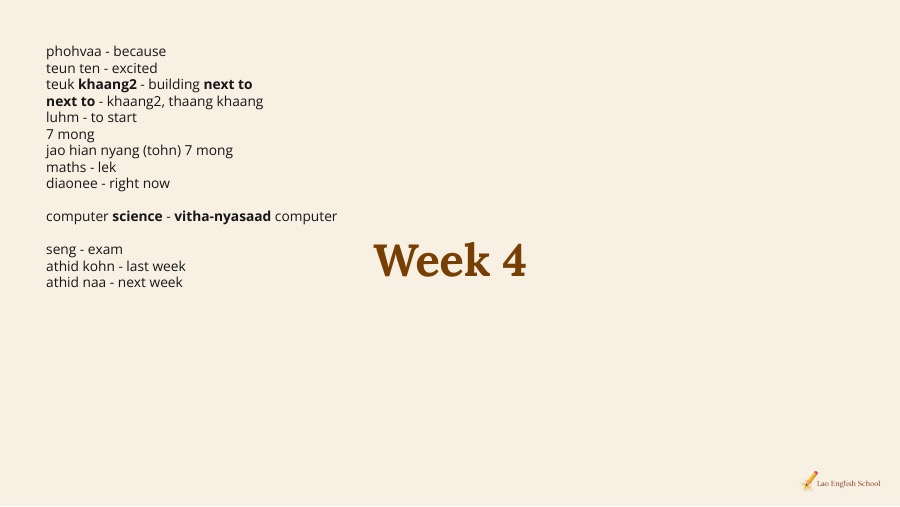 phohvaa - because
teun ten - excited
teuk khaang2 - building next to
next to - khaang2, thaang khaang
luhm - to start
7 mong
jao hian nyang (tohn) 7 mong
maths - lek
diaonee - right now
computer science - vitha-nyasaad computer
seng - exam
athid kohn - last week
athid naa - next week
Week 4
Lao English School